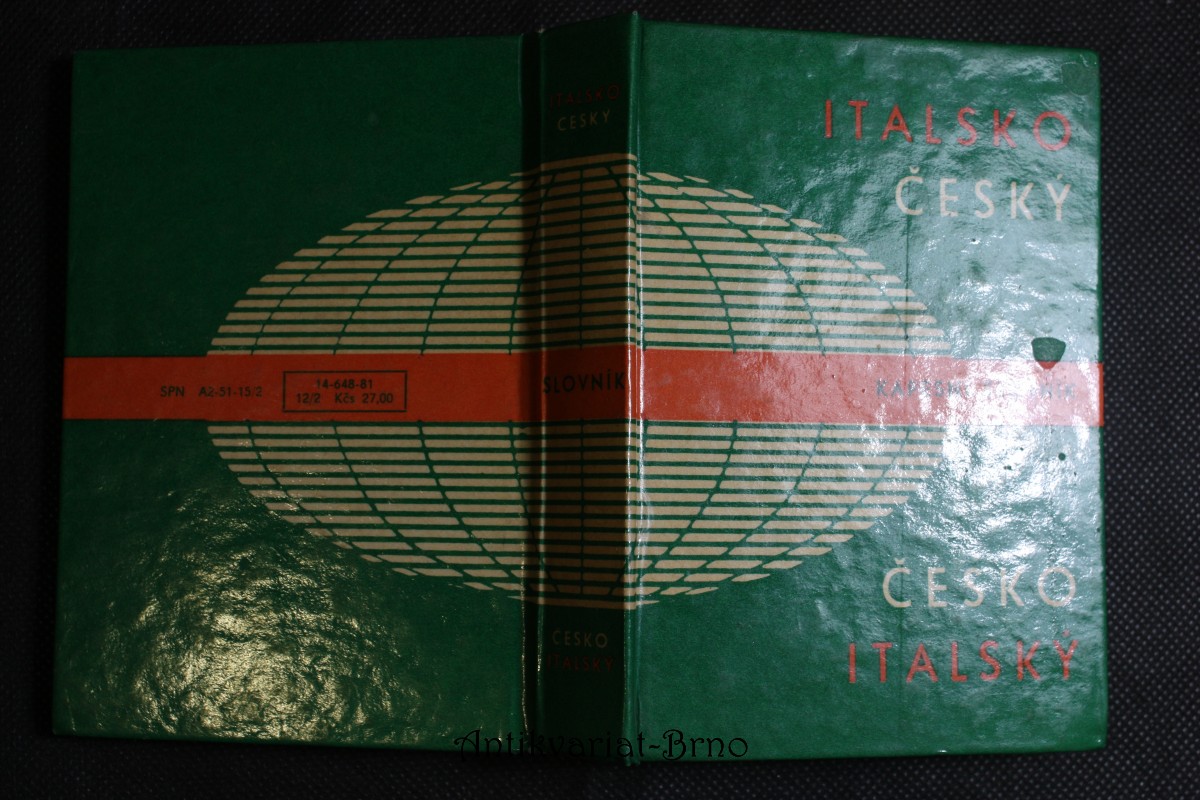 SPN A2-51-15/2
14-648-81
12/2 Kčs 27,00
ITALSKO
ČESKÝ
SLOVNÍK
ČESKO
ITALSKÝ
ITALSKO
ČESKÝ
ČESKO
ITALSKÝ
Antikvariat-Brno